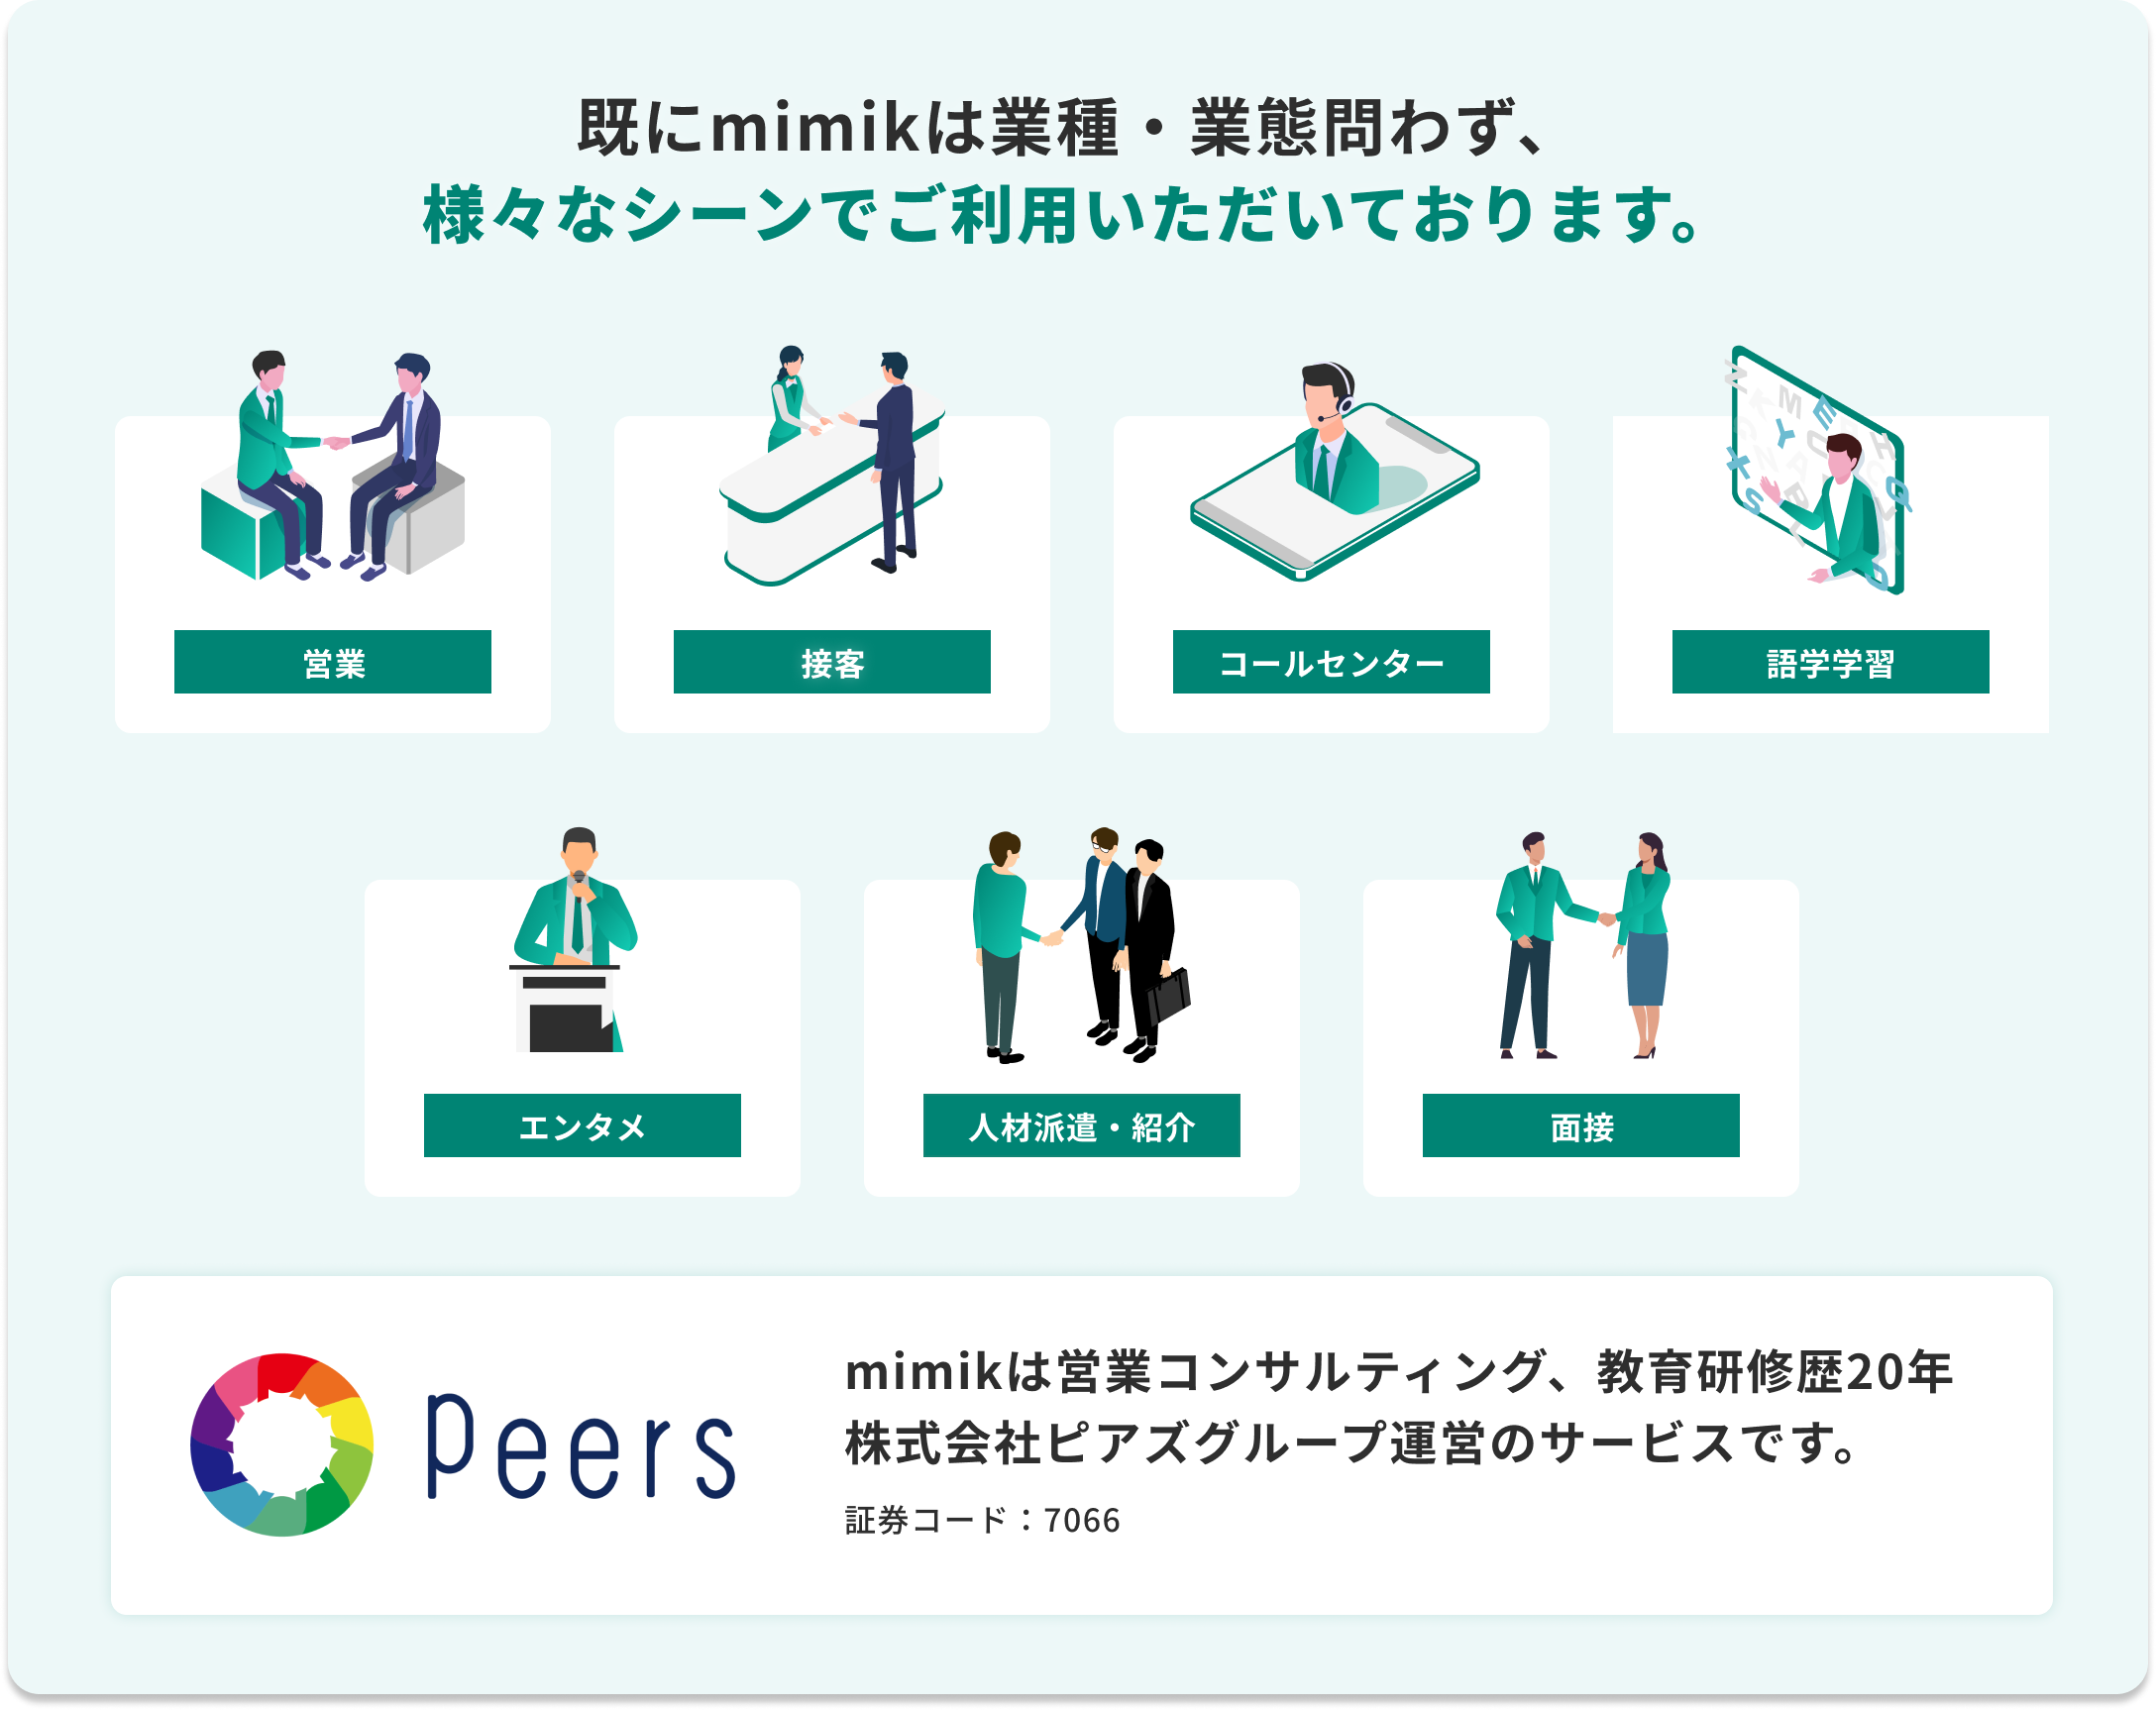 既にmimikは業種・業態問わず、
様々なシーンでご利用いただいております。
営業
接客
コールセンター
語学学習
エンタメ
人材派遣・紹介
面接
Peers
mimikは営業コンサルティング、教育研修歴20年
株式会社ピアズグループ運営のサービスです。
証券コード：7066